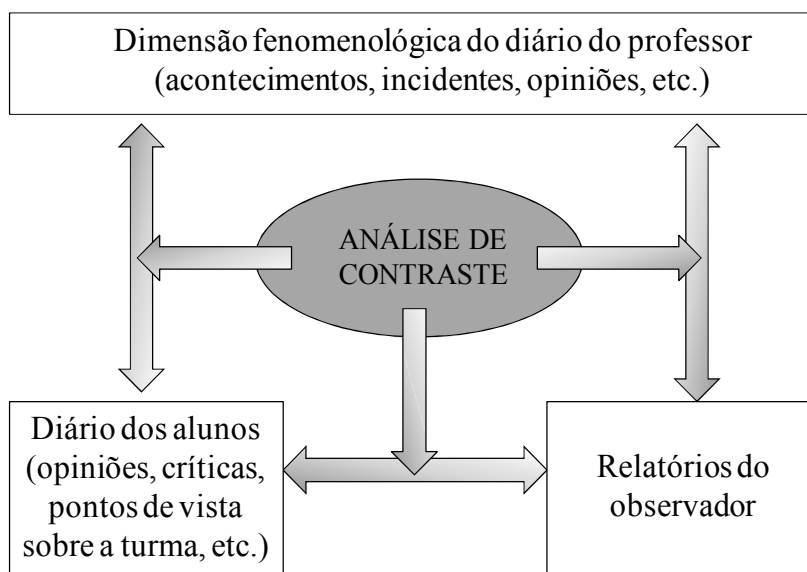 Dimensão fenomenológica do diário do professor
(acontecimentos, incidentes, opiniões, etc.)
ANÁLISE DE
CONTRASTE
Diário dos alunos
(opiniões, críticas,
pontos de vista
sobre a turma, etc.)
Relatórios do
observador